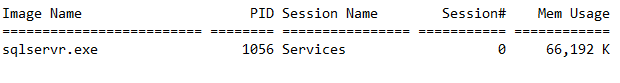 Image Name                     PID Session Name        Session#    Mem Usage
========================= ======== ================ =========== ============
sqlservr.exe                  1056 Services                   0     66,192 K